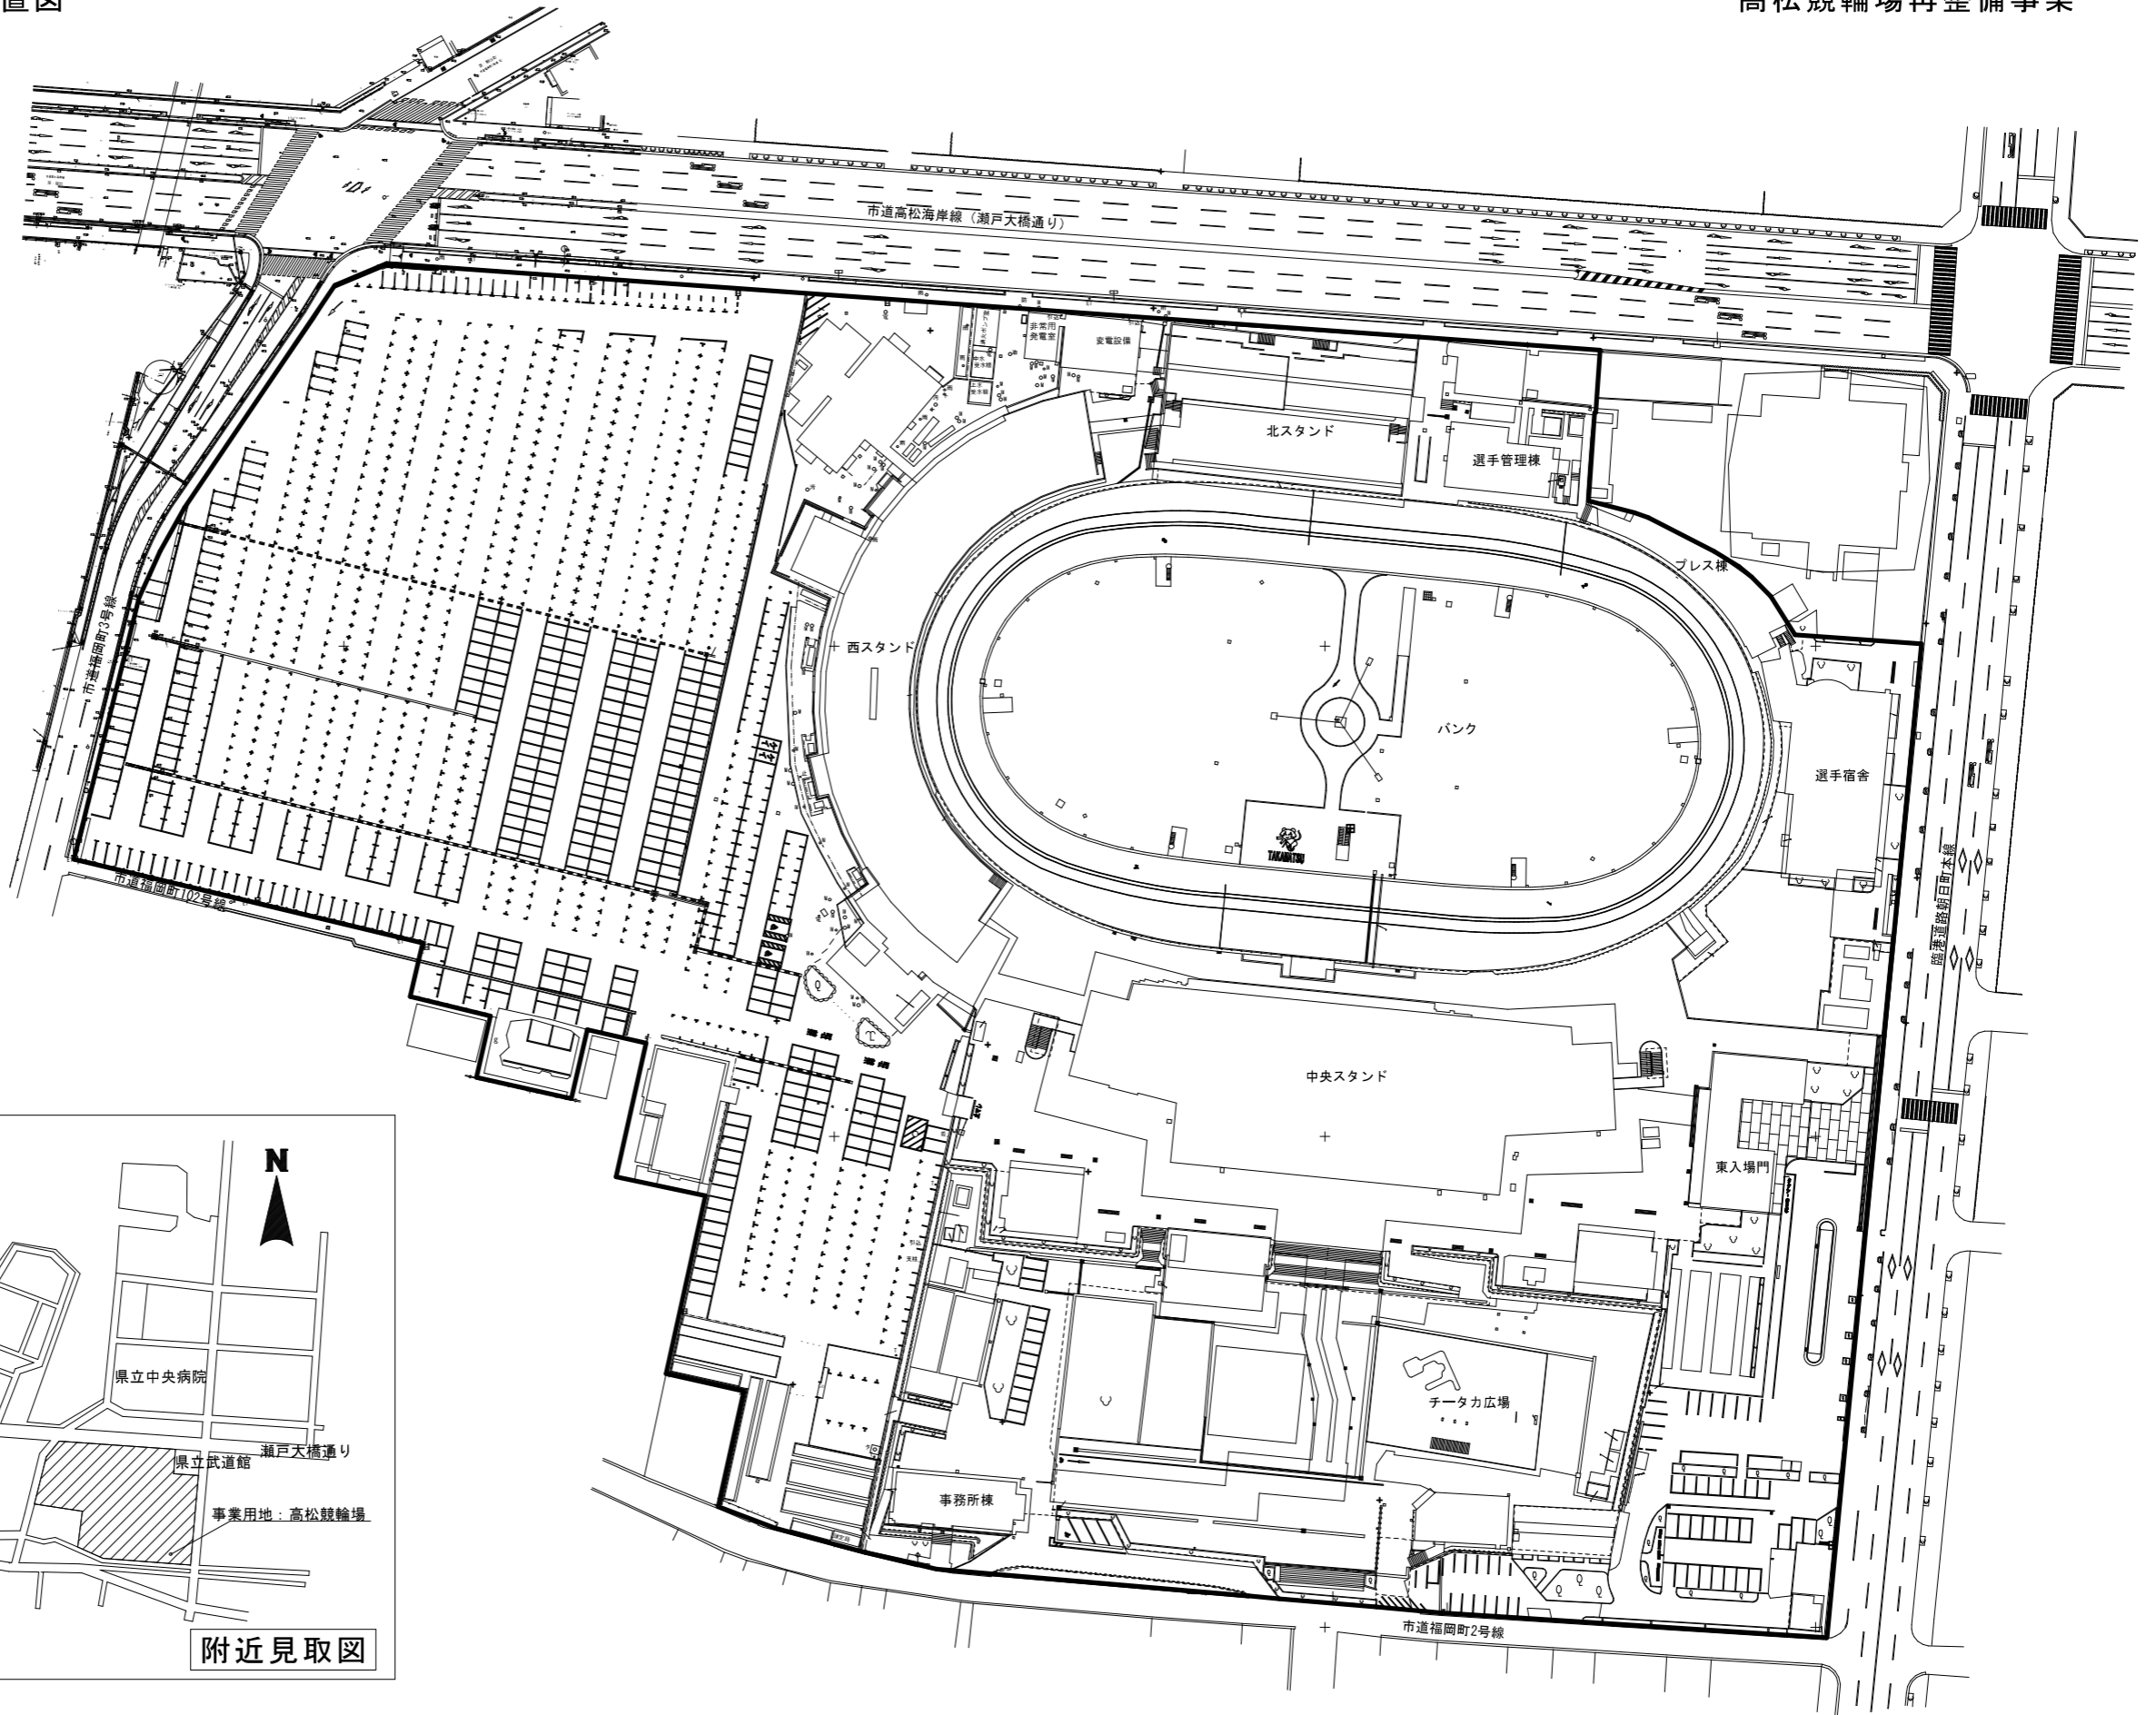 置図
高松競輪場再整備事業
市道高松海岸線（瀬戸大橋通り）
非常用
発電室
変電設備
北スタンド
選手管理棟
プレス棟
市道福岡町3号線
西スタンド
バンク
選手宿舎
TAKAMATSU
臨港道路朝日町本線
市道福岡町102号線
中央スタンド
東入場門
N
県立中央病院
瀬戸大橋通り
県立武道館
事業用地：高松競輪場
チータカ広場
事務所棟
市道福岡町2号線
附近見取図